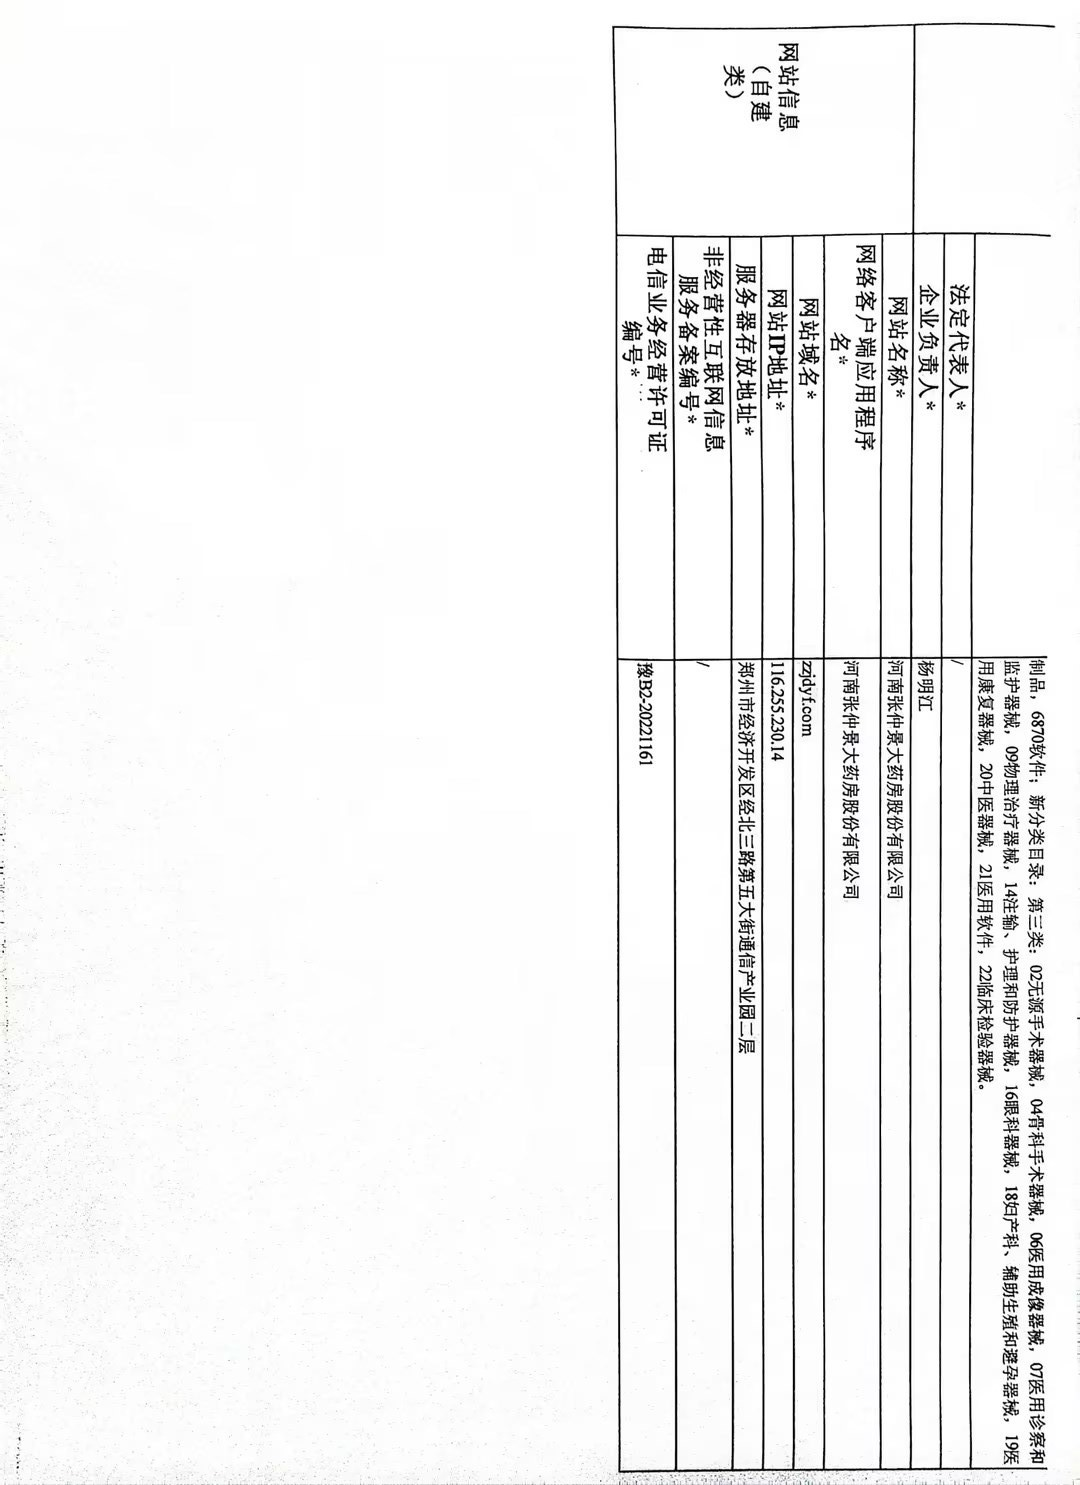 制品，6870软件；新分类目录：第三类：02无源手术器械，04骨科手术器械，06医用成像器械，07医用诊察和
监护器械，09物理治疗器械，14注输、护理和防护器械，16眼科器械，18妇产科、辅助生殖和避孕器械，19医
用康复器械，20中医器械，21医用软件，22临床检验器械。
法定代表人*
/
企业负责人*
杨明江
网站信息
（自建
类）
网站名称*
河南张仲景大药房股份有限公司
网络客户端应用程序
名*
河南张仲景大药房股份有限公司
网站域名*
zzjdyf.com
网站IP地址*
116.255.230.14
服务器存放地址*
郑州市经济开发区经北三路第五大街通信产业园二层
非经营性互联网信息
服务备案编号*
/
电信业务经营许可证
编号*
豫B2-20221161